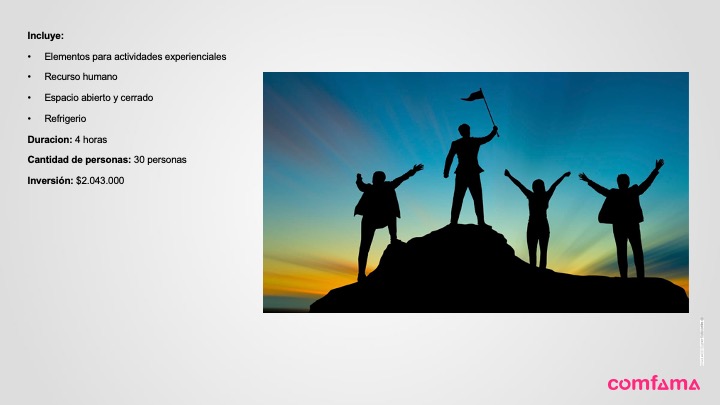 Incluye:
• Elementos para actividades experienciales
• Recurso humano
• Espacio abierto y cerrado
• Refrigerio
Duracion: 4 horas
Cantidad de personas: 30 personas
Inversión: $2.043.000
comfama